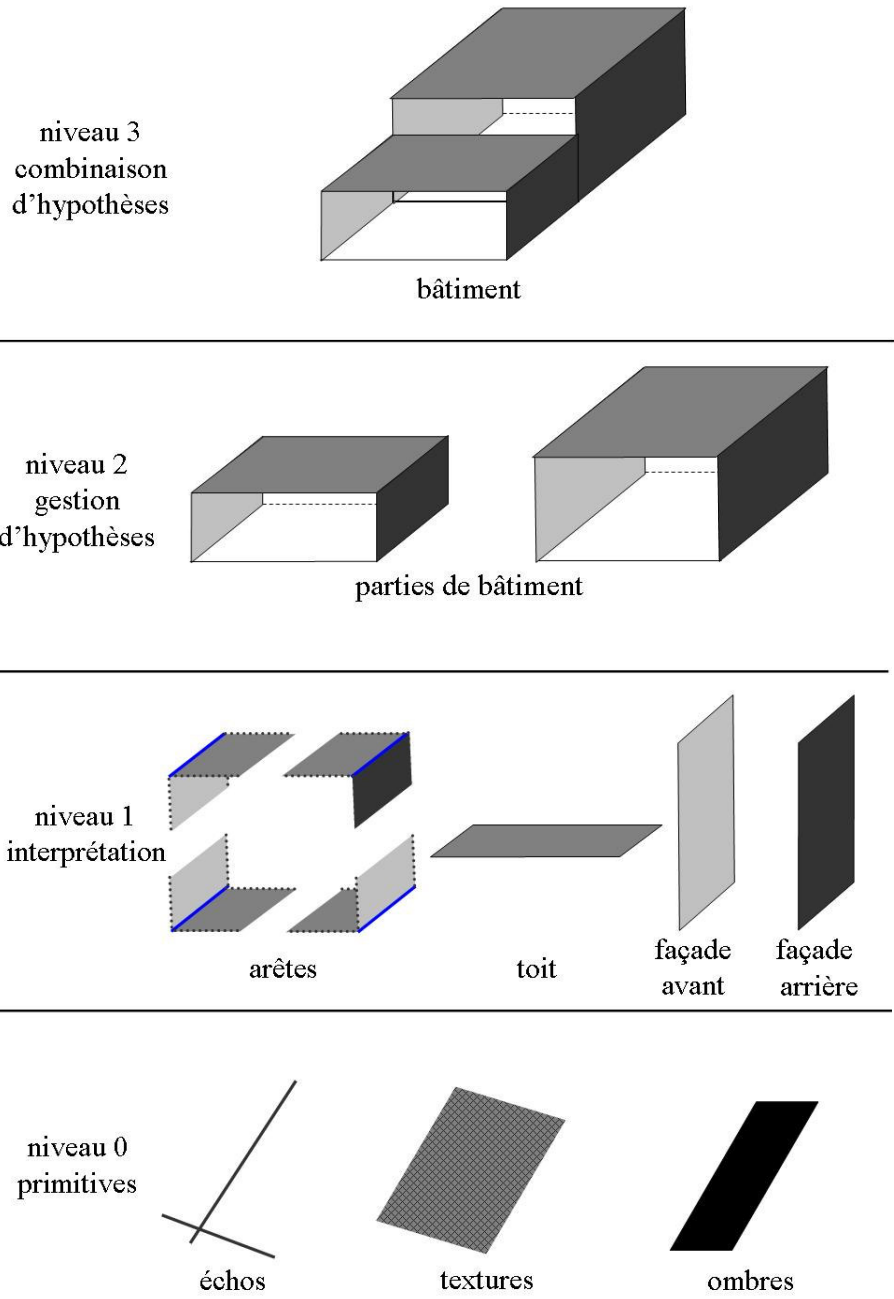 niveau 3
combinaison
d'hypothèses
bâtiment
niveau 2
gestion
d'hypothèses
parties de bâtiment
niveau 1
interprétation
arêtes
toit
façade
avant
façade
arrière
niveau 0
primitives
échos
textures
ombres